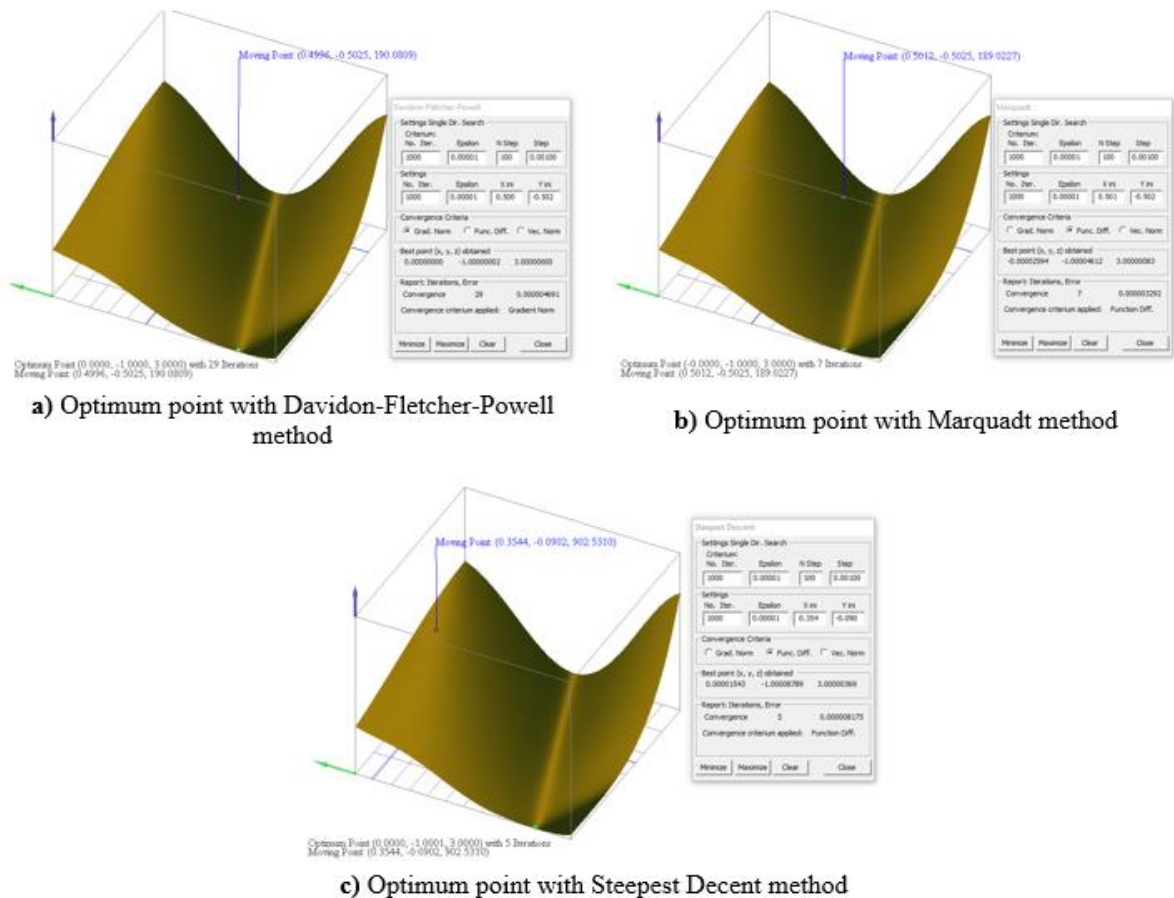 Moving Point: (0.4996, -0.5025, 190.0809)
Davidon Fletcher Powell
Settings Single Dir. Search
Criterium:
No. Iter. Epsilon N Step Step
1000 0.00001 100 0.00100
Settings
No. Iter. Epsilon X ini Y ini
1000 0.00001 0.500 -0.502
Convergence Criteria
Grad. Norm Func. Diff. Vec. Norm
Best point (x, y, z) obtained
0.00000000 -1.00000002 3.00000000
Report: Iterations, Error
Convergence 29 0.000004691
Convergence criterium applied: Gradient Norm
Minimize Maximize Clear Close
Optimum Point (0.0000, -1.0000, 3.0000) with 29 Iterations
Moving Point (0.4996, -0.5025, 190.0809)
a) Optimum point with Davidon-Fletcher-Powell
method
Moving Point: (0.5012, -0.5025, 189.0227)
Marquadt
Settings Single Dir. Search
Criterium:
No. Iter. Epsilon N Step Step
1000 0.00001 100 0.00100
Settings
No. Iter. Epsilon X ini Y ini
1000 0.00001 0.501 -0.502
Convergence Criteria
Grad. Norm Func. Diff. Vec. Norm
Best point (x, y, z) obtained
-0.00002594 -1.00004612 3.00000083
Report: Iterations, Error
Convergence 7 0.000003292
Convergence criterium applied: Function Diff.
Minimize Maximize Clear Close
Optimum Point (-0.0000, -1.0000, 3.0000) with 7 Iterations
Moving Point (0.5012, -0.5025, 189.0227)
b) Optimum point with Marquadt method
Moving Point: (0.3544, -0.0902, 902.5310)
Steepest Descent
Settings Single Dir. Search
Criterium:
No. Iter. Epsilon N Step Step
1000 0.00001 100 0.00100
Settings
No. Iter. Epsilon X ini Y ini
1000 0.00001 0.354 -0.090
Convergence Criteria
Grad. Norm Func. Diff. Vec. Norm
Best point (x, y, z) obtained
0.00001543 -1.00008789 3.00000369
Report: Iterations, Error
Convergence 5 0.000008175
Convergence criterium applied: Function Diff.
Minimize Maximize Clear Close
Optimum Point (0.0000, -1.0001, 3.0000) with 5 Iterations
Moving Point (0.3544, -0.0902, 902.5310)
c) Optimum point with Steepest Decent method